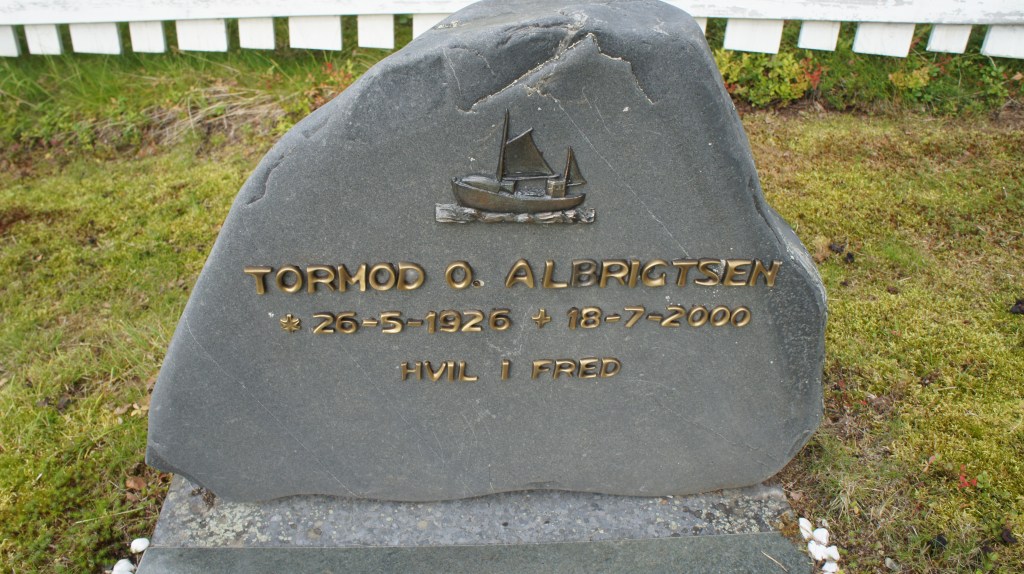 TORMOD O. ALBRIGTSEN
* 26-5-1926 + 18-7-2000
HVIL I FRED